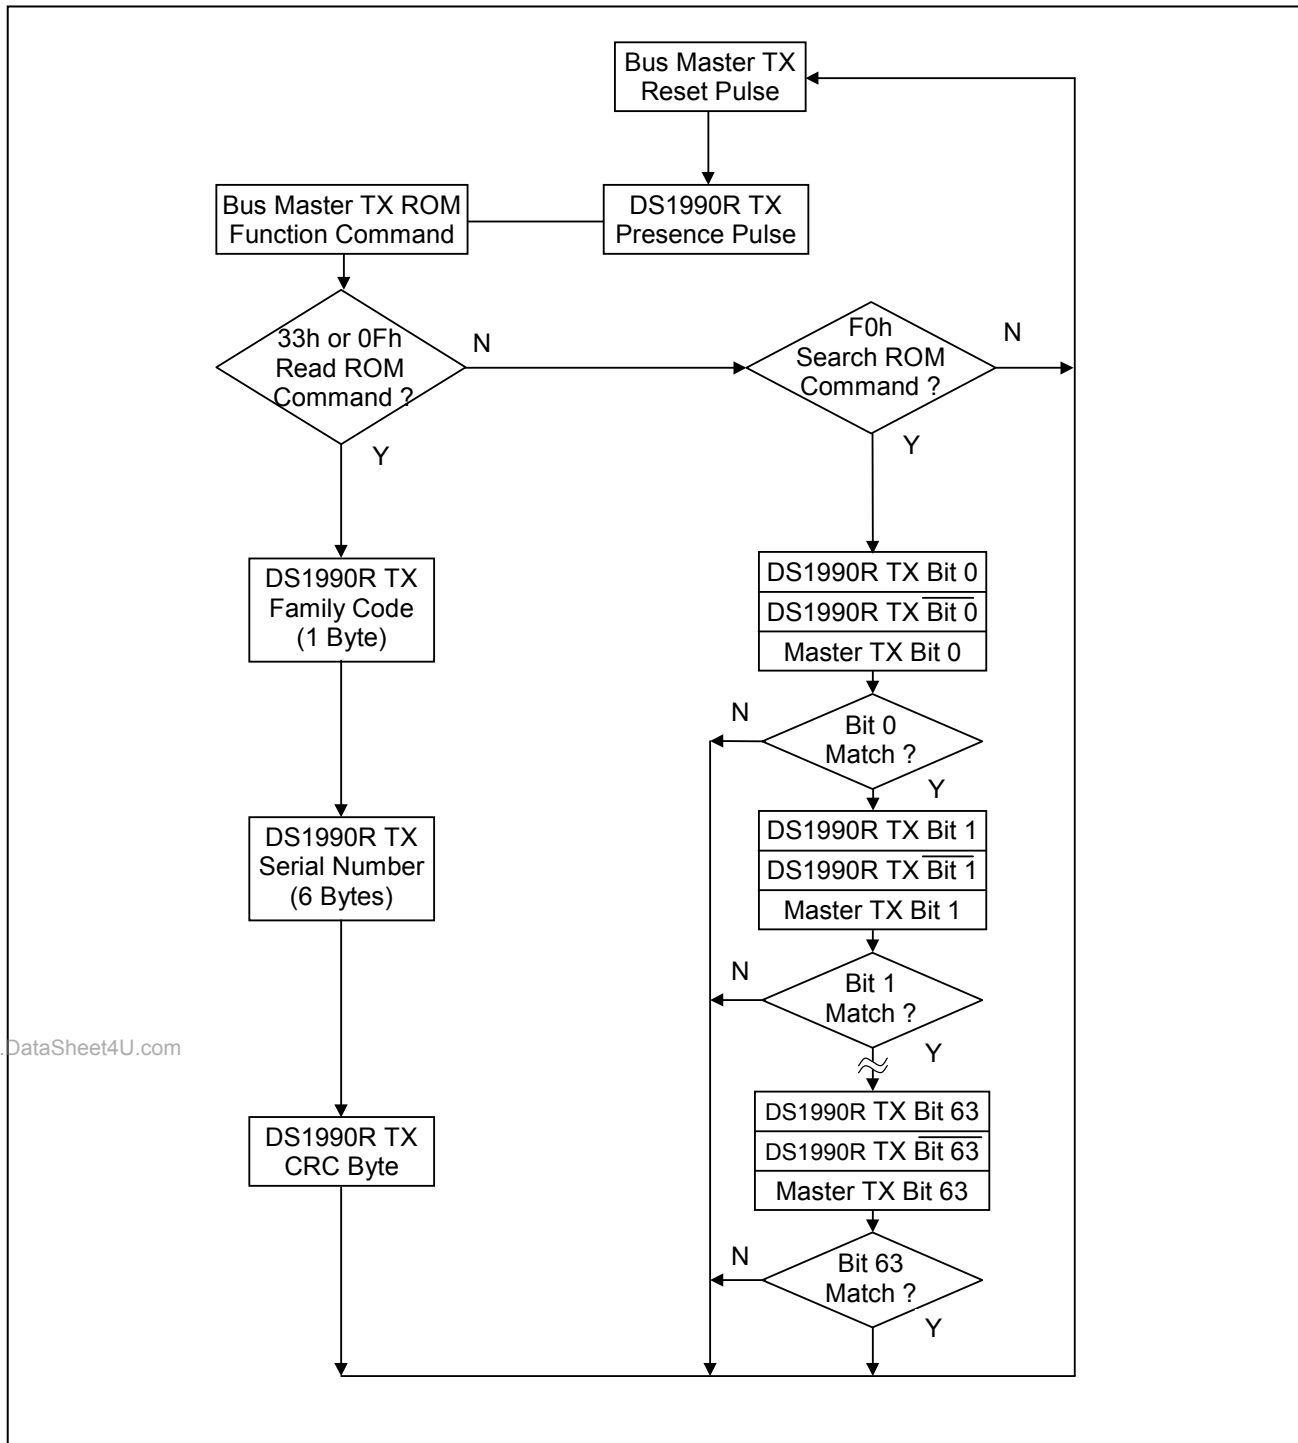 Bus Master TX
Reset Pulse
Bus Master TX ROM
Function Command
DS1990R TX
Presence Pulse
33h or 0Fh
Read ROM
Command ?
N
Y
F0h
Search ROM
Command ?
N
Y
DS1990R TX
Family Code
(1 Byte)
DS1990R TX Bit 0
DS1990R TX B̅i̅t̅ ̅0̅
Master TX Bit 0
Bit 0
Match ?
N
Y
DS1990R TX
Serial Number
(6 Bytes)
DS1990R TX Bit 1
DS1990R TX B̅i̅t̅ ̅1̅
Master TX Bit 1
Bit 1
Match ?
N
Y
.DataSheet4U.com
DS1990R TX
CRC Byte
DS1990R TX Bit 63
DS1990R TX B̅i̅t̅ ̅6̅3̅
Master TX Bit 63
Bit 63
Match ?
N
Y